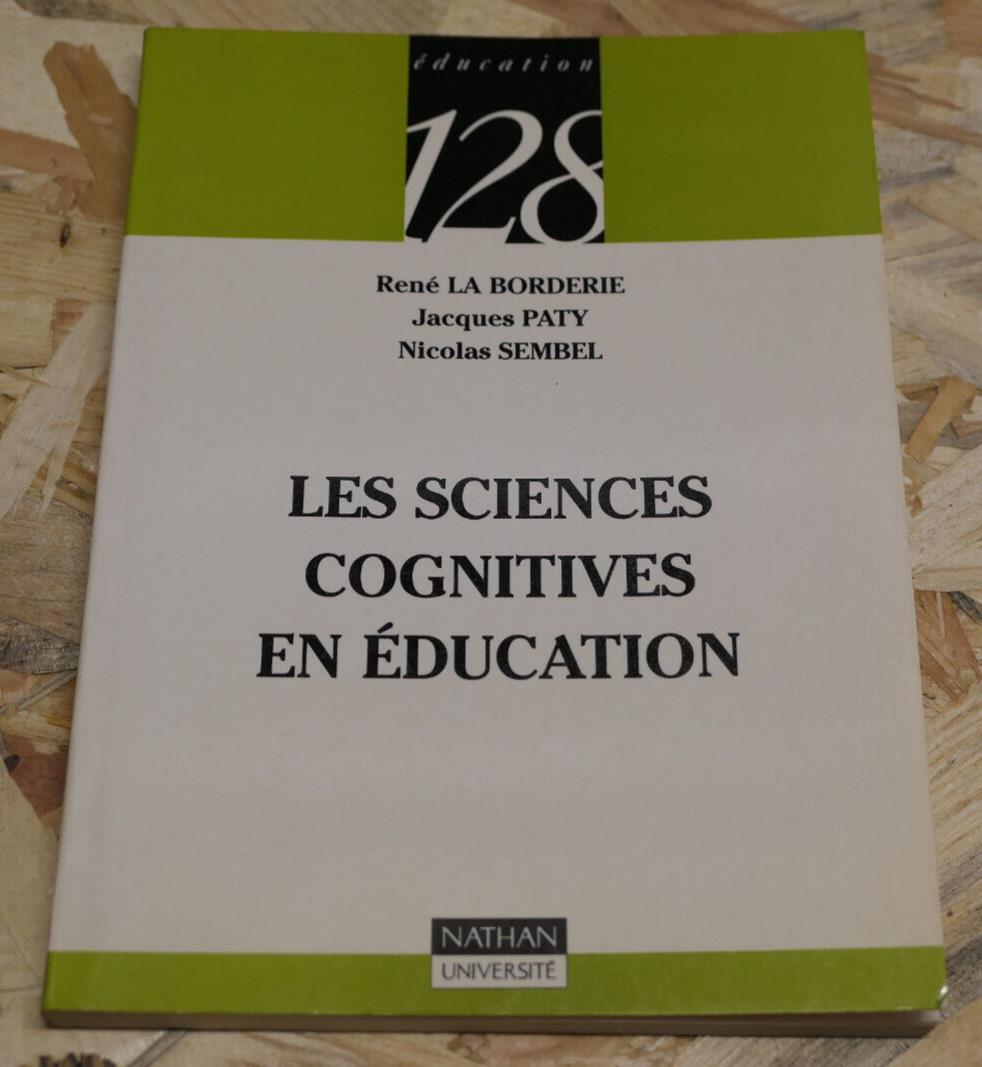 éducation
128
René LA BORDERIE
Jacques PATY
Nicolas SEMBEL
LES SCIENCES
COGNITIVES
EN ÉDUCATION
NATHAN
UNIVERSITÉ